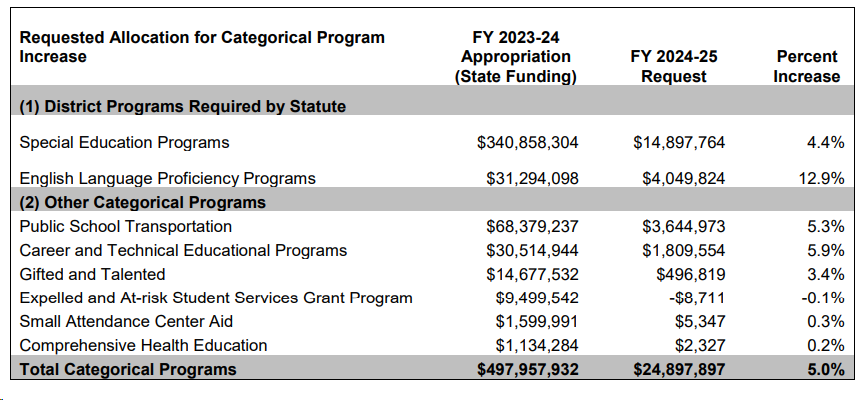 Requested Allocation for Categorical Program Increase FY 2023-24 Appropriation (State Funding) FY 2024-25 Request Percent Increase
(1) District Programs Required by Statute
Special Education Programs $340,858,304 $14,897,764 4.4%
English Language Proficiency Programs $31,294,098 $4,049,824 12.9%
(2) Other Categorical Programs
Public School Transportation $68,379,237 $3,644,973 5.3%
Career and Technical Educational Programs $30,514,944 $1,809,554 5.9%
Gifted and Talented $14,677,532 $496,819 3.4%
Expelled and At-risk Student Services Grant Program $9,499,542 -$8,711 -0.1%
Small Attendance Center Aid $1,599,991 $5,347 0.3%
Comprehensive Health Education $1,134,284 $2,327 0.2%
Total Categorical Programs $497,957,932 $24,897,897 5.0%